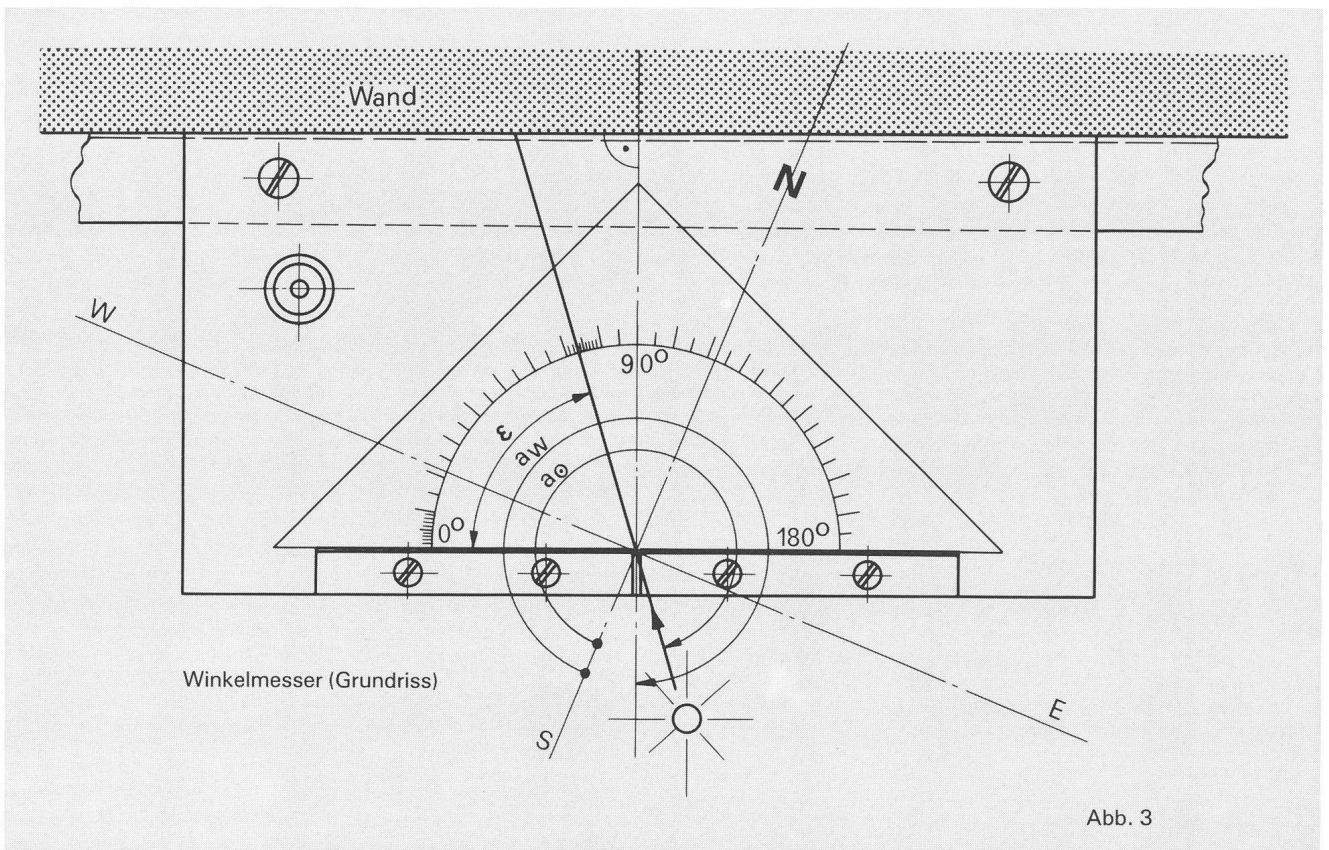 Wand
N
W
90°
ε
aw
a⊙
0°
180°
Winkelmesser (Grundriss)
S
E
Abb. 3